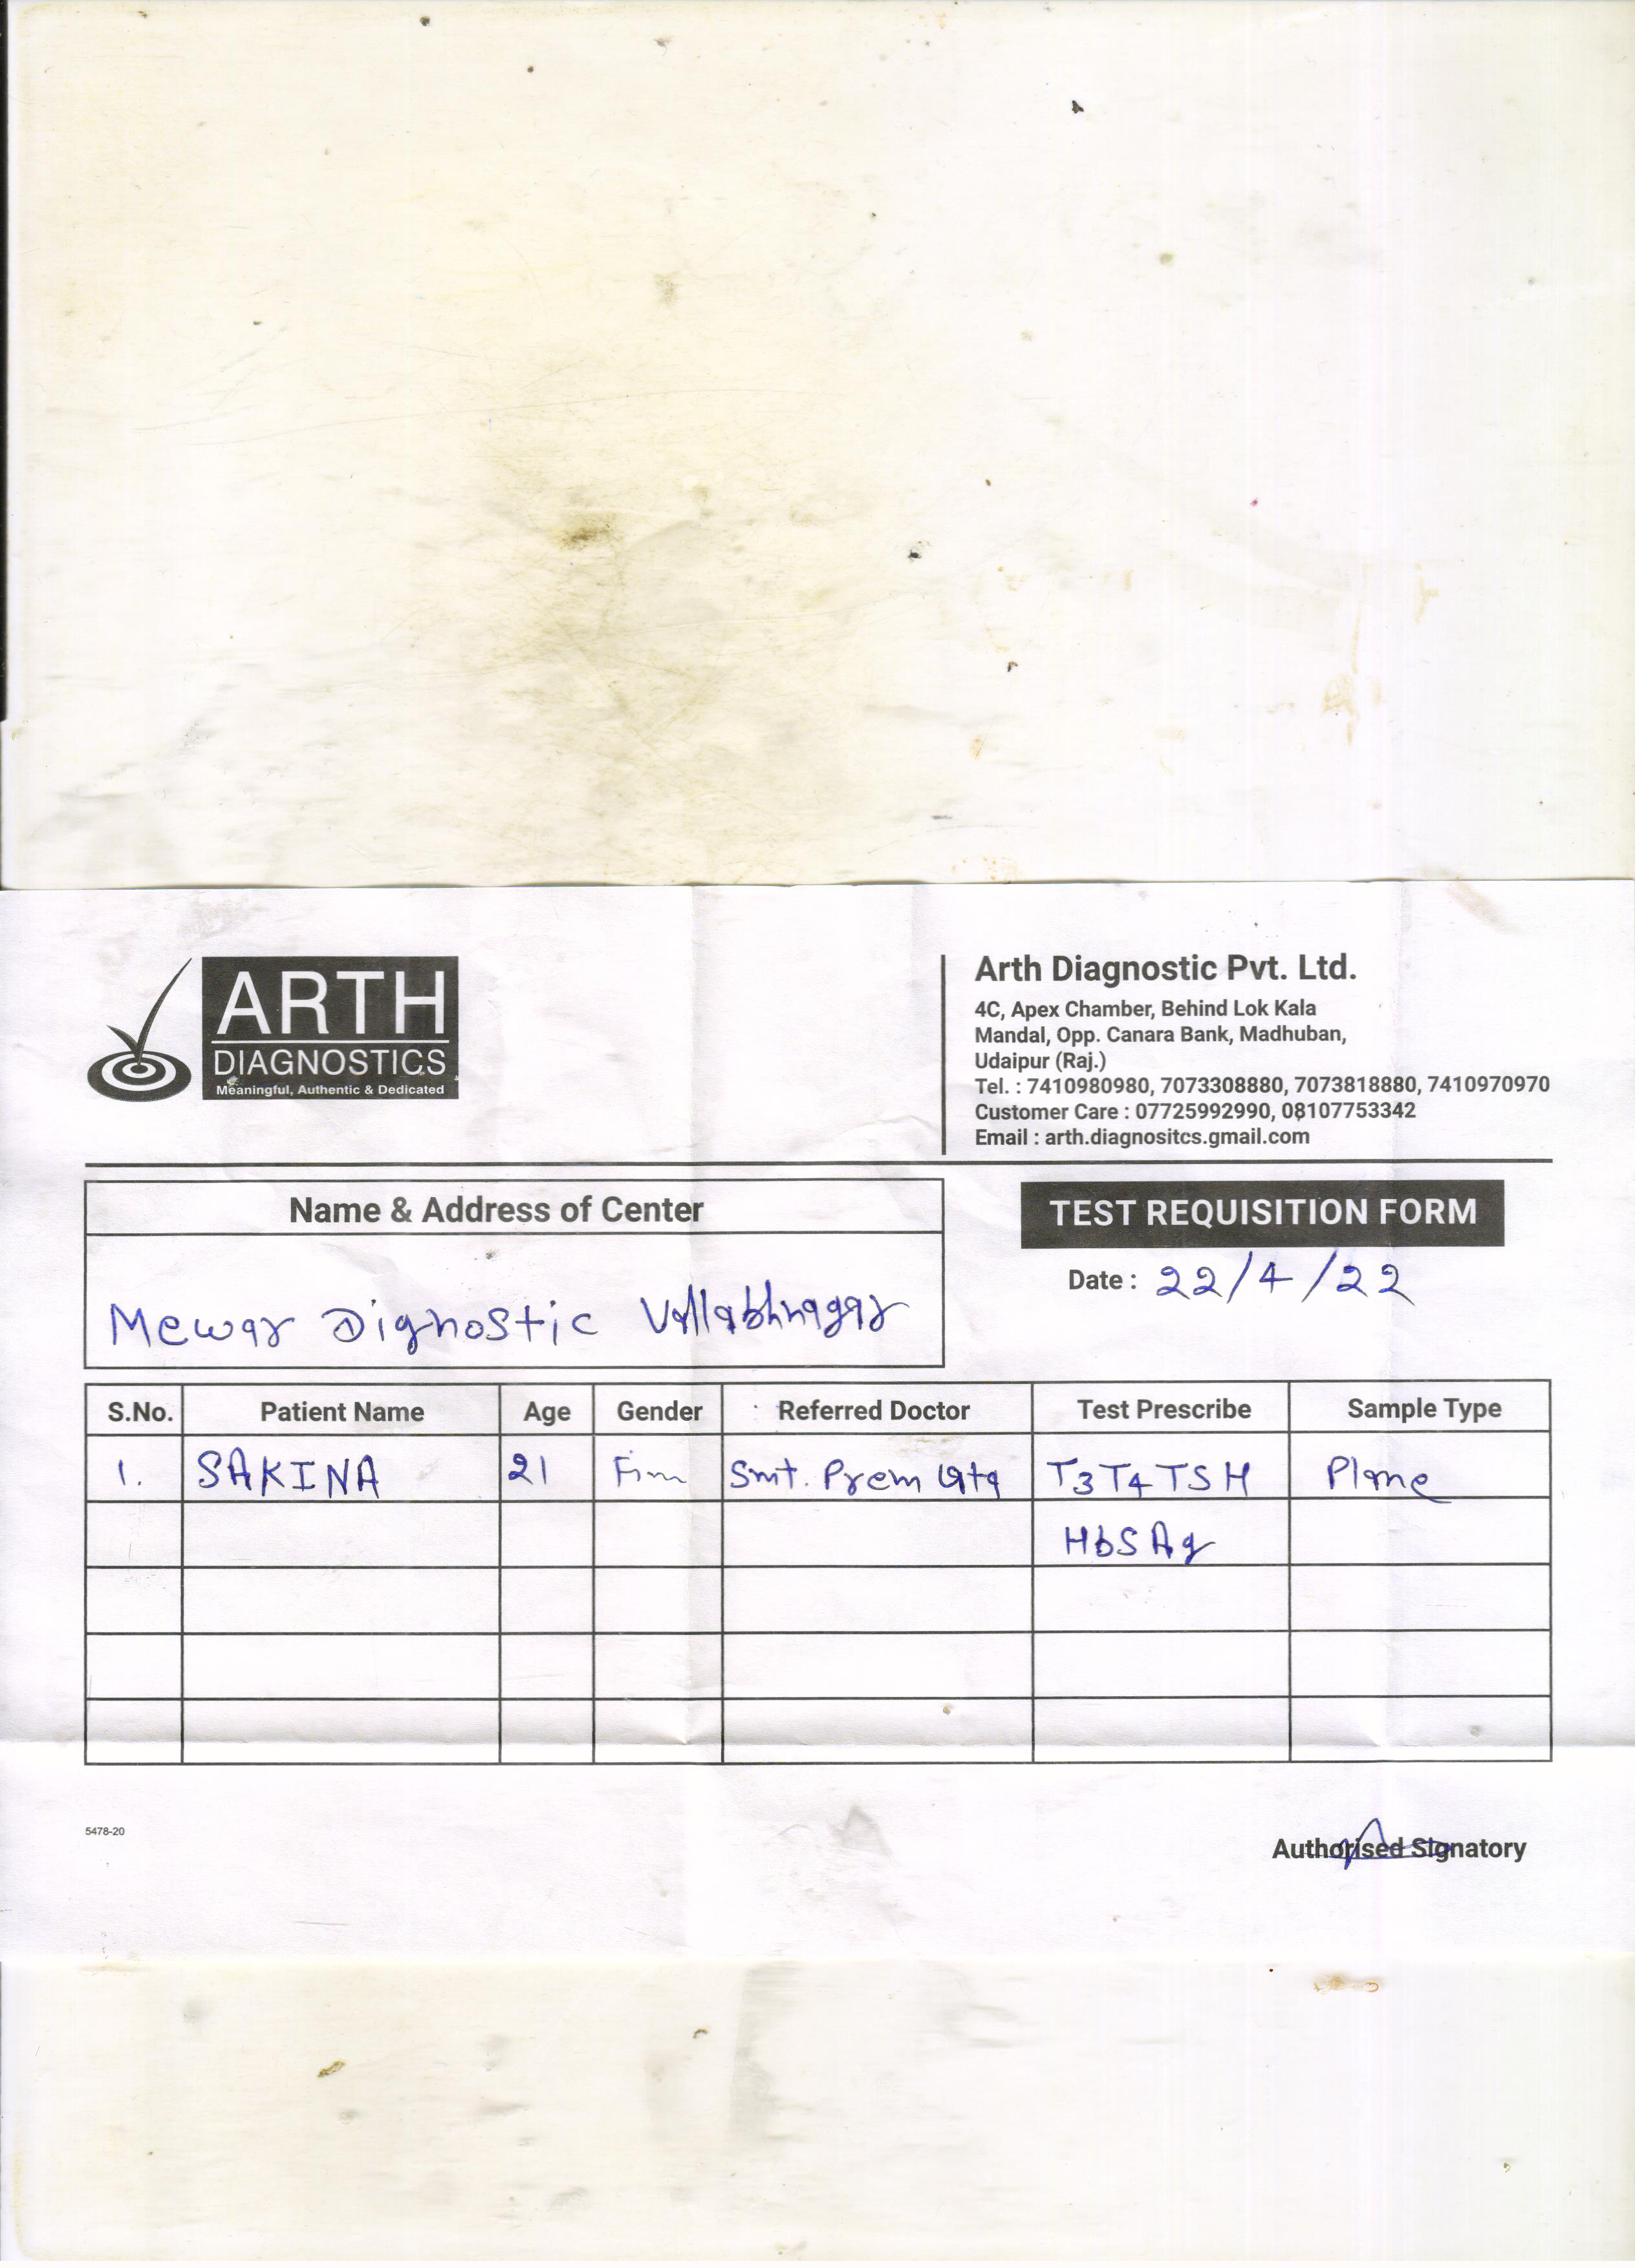 ARTH
DIAGNOSTICS
Meaningful, Authentic & Dedicated
Arth Diagnostic Pvt. Ltd.
4C, Apex Chamber, Behind Lok Kala
Mandal, Opp. Canara Bank, Madhuban,
Udaipur (Raj.)
Tel. : 7410980980, 7073308880, 7073818880, 7410970970
Customer Care : 07725992990, 08107753342
Email : arth.diagnositcs.gmail.com
Name & Address of Center
TEST REQUISITION FORM
Date : 22/4/22
Mewar Dignostic Vallabhnagar
S.No. Patient Name Age Gender Referred Doctor Test Prescribe Sample Type
1. SAKINA 21 Smt. Prem T3 T4 TSH Plane
HbSAg
5478-20
Authorised Signatory